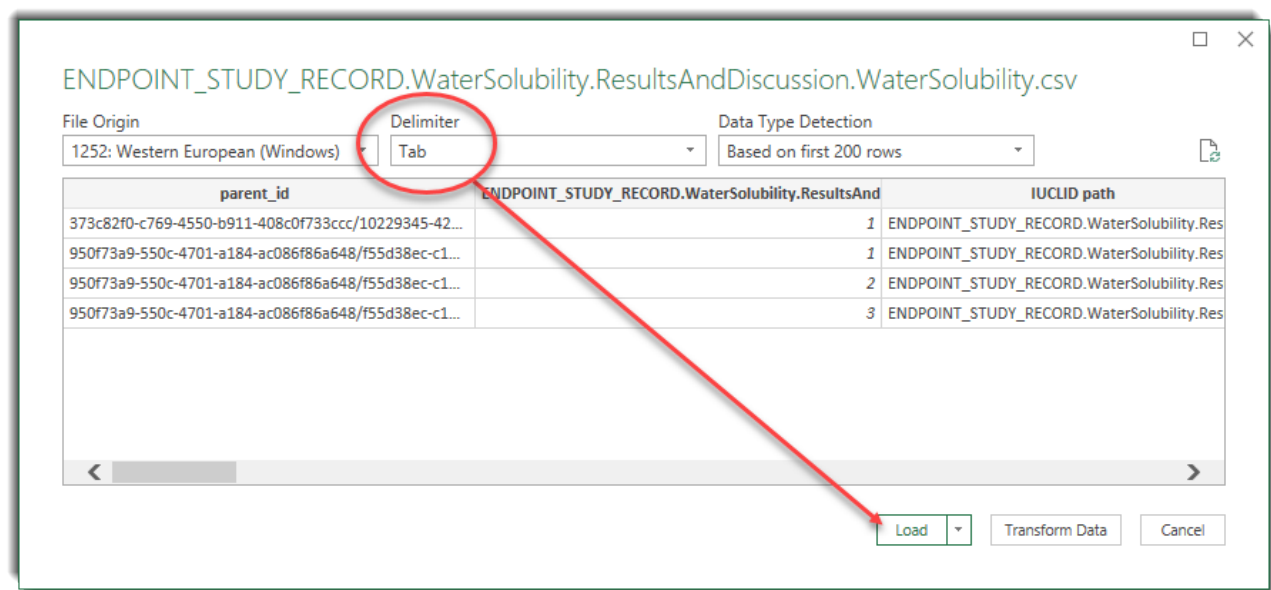 ENDPOINT_STUDY_RECORD.WaterSolubility.ResultsAndDiscussion.WaterSolubility.csv
File Origin Delimiter Data Type Detection
1252: Western European (Windows) Tab Based on first 200 rows
parent_id ENDPOINT_STUDY_RECORD.WaterSolubility.ResultsAnd IUCLID path
373c82f0-c769-4550-b911-408c0f733ccc/10229345-42... 1 ENDPOINT_STUDY_RECORD.WaterSolubility.Res
950f73a9-550c-4701-a184-ac086f86a648/f55d38ec-c1... 1 ENDPOINT_STUDY_RECORD.WaterSolubility.Res
950f73a9-550c-4701-a184-ac086f86a648/f55d38ec-c1... 2 ENDPOINT_STUDY_RECORD.WaterSolubility.Res
950f73a9-550c-4701-a184-ac086f86a648/f55d38ec-c1... 3 ENDPOINT_STUDY_RECORD.WaterSolubility.Res
Load Transform Data Cancel